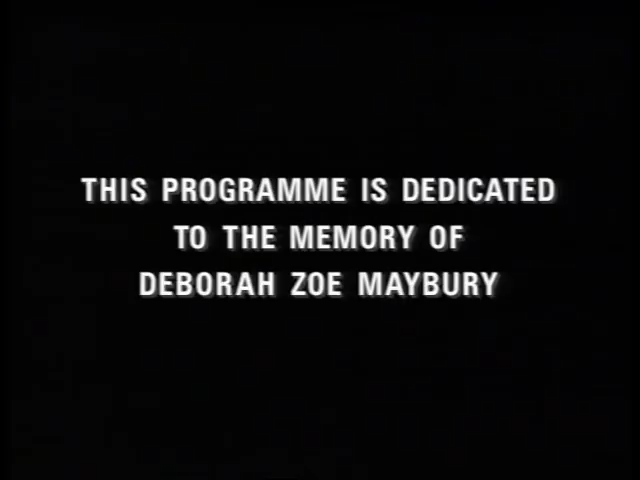 THIS PROGRAMME IS DEDICATED
TO THE MEMORY OF
DEBORAH ZOE MAYBURY